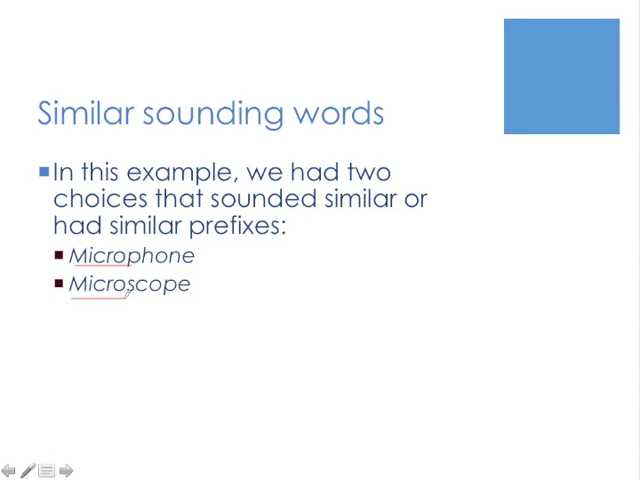 Similar sounding words
In this example, we had two
choices that sounded similar or
had similar prefixes:
Microphone
Microscope